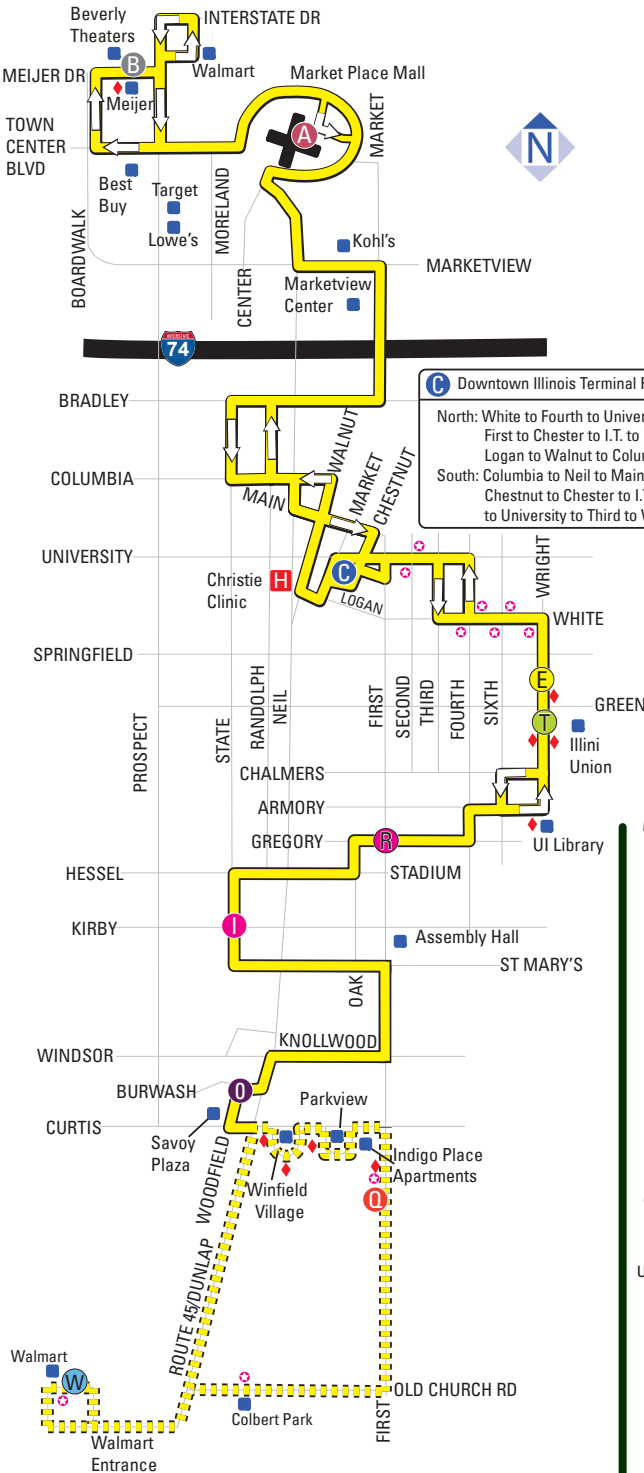 Beverly
Theaters
INTERSTATE DR
B
Walmart
MEIJER DR
Meijer
Market Place Mall
A
MARKET
TOWN
CENTER
BLVD
N
Best
Buy
Target
Lowe's
MORELAND
BOARDWALK
CENTER
Kohl's
MARKETVIEW
Marketview
Center
INTERSTATE
74
C Downtown Illinois Terminal
North: White to Fourth to
First to Chester to I.T. to
Logan to Walnut to
South: Columbia to Neil to Main
Chestnut to Chester to
to University to Third to
BRADLEY
WALNUT
MARKET
CHESTNUT
COLUMBIA
MAIN
UNIVERSITY
Christie
Clinic
H
C
LOGAN
WRIGHT
WHITE
SPRINGFIELD
E
PROSPECT
STATE
RANDOLPH
NEIL
FIRST
SECOND
THIRD
FOURTH
SIXTH
GREEN
T
Illini
Union
CHALMERS
ARMORY
GREGORY
R
UI Library
HESSEL
STADIUM
KIRBY
I
Assembly Hall
OAK
ST MARY'S
KNOLLWOOD
WINDSOR
BURWASH
O
Parkview
CURTIS
Savoy
Plaza
WOODFIELD
Winfield
Village
Indigo Place
Apartments
Q
ROUTE 45/DUNLAP
Walmart
W
OLD CHURCH RD
Colbert Park
FIRST
Walmart
Entrance